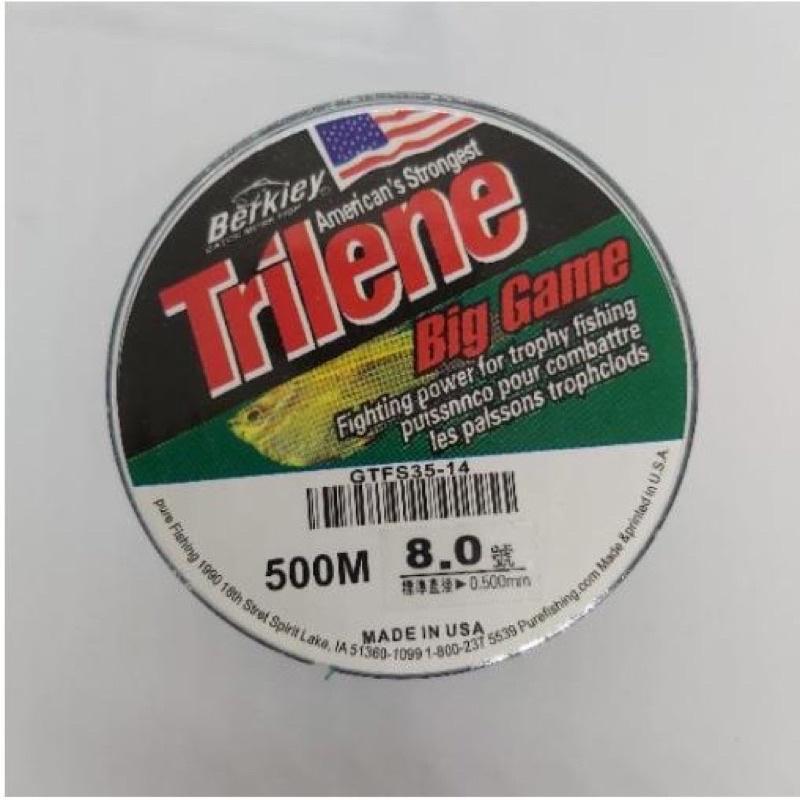 Berkley
American's Strongest
Trilene
Big Game
Fighting power for trophy fishing
puissnnco pour combattre
les palssons trophclods
GTFS35-14
500M
8.0號
標準直徑▶0.500mm
MADE IN USA
pure Fishing 1990 18th Stret Spirit Lake, IA 51360-1099 1-800-237 5539 Purefishing.com Made &printed in U.S.A.